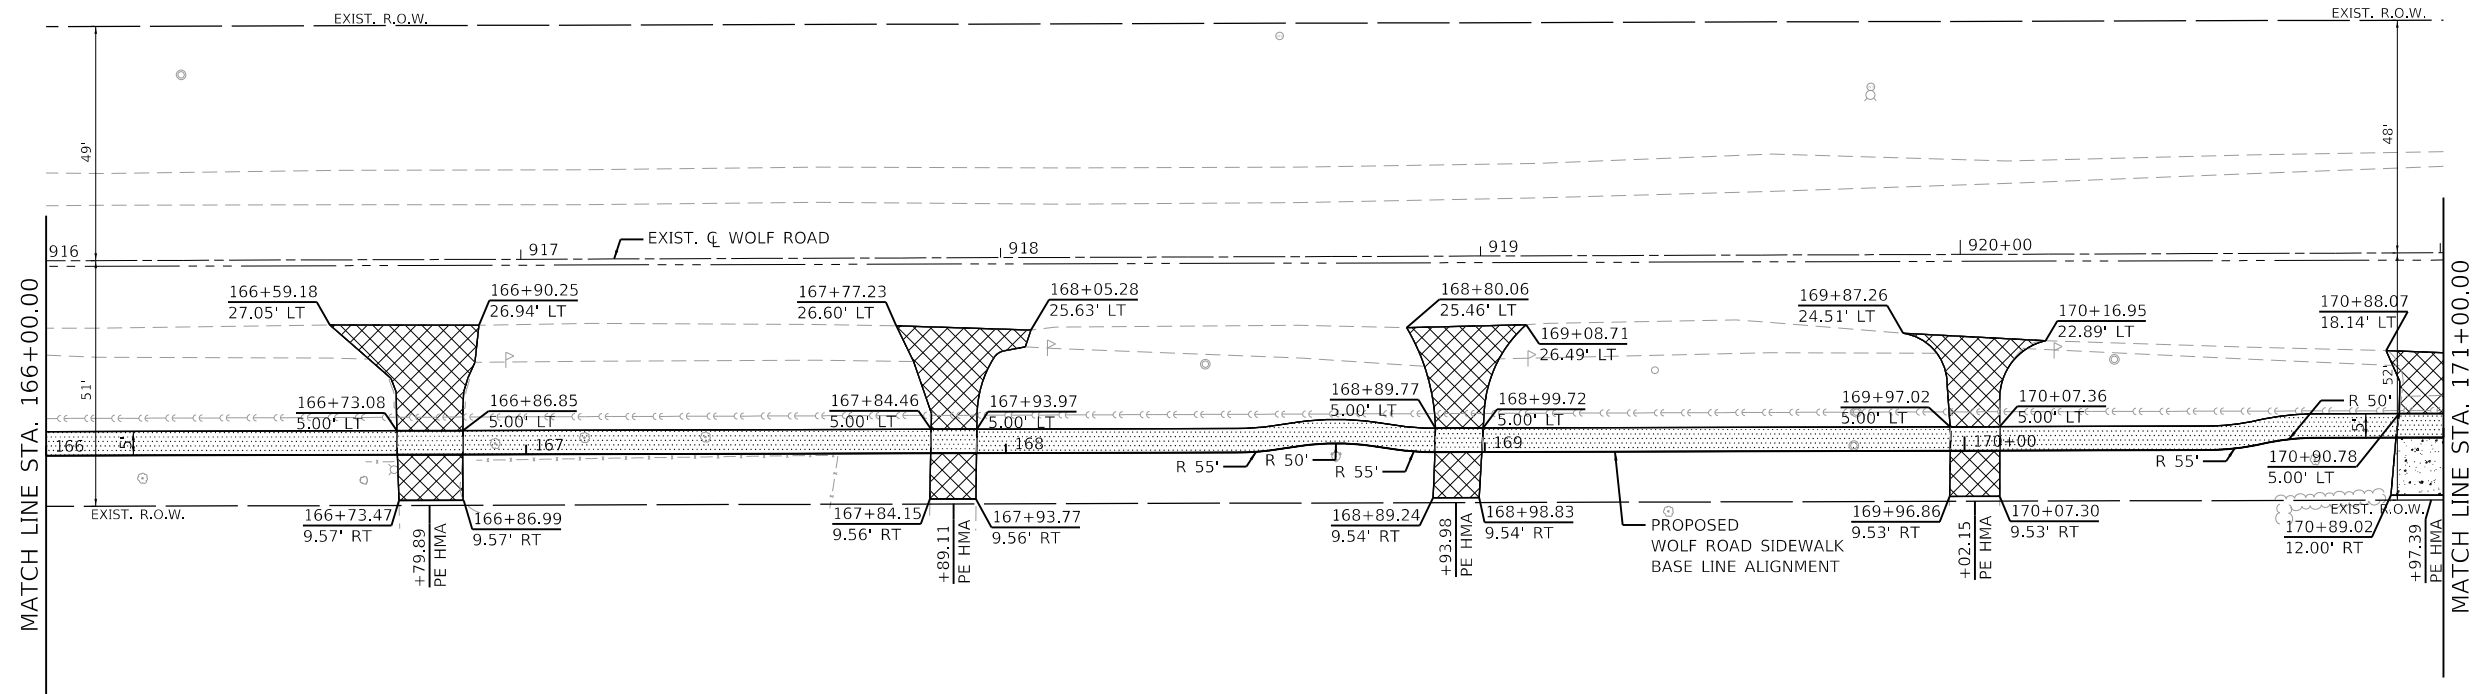 EXIST. R.O.W.
EXIST. R.O.W.
49'
48'
916
917
EXIST. ℄ WOLF ROAD
918
919
920+00
MATCH LINE STA. 166+00.00
MATCH LINE STA. 171+00.00
166+59.18
27.05' LT
166+90.25
26.94' LT
167+77.23
26.60' LT
168+05.28
25.63' LT
168+80.06
25.46' LT
169+08.71
26.49' LT
169+87.26
24.51' LT
170+16.95
22.89' LT
170+88.07
18.14' LT
51'
52'
166+73.08
5.00' LT
166+86.85
5.00' LT
167+84.46
5.00' LT
167+93.97
5.00' LT
168+89.77
5.00' LT
168+99.72
5.00' LT
169+97.02
5.00' LT
170+07.36
5.00' LT
R 50'
166
5'
167
168
169
170+00
5'
R 55'
R 50'
R 55'
R 55'
170+90.78
5.00' LT
EXIST. R.O.W.
166+73.47
9.57' RT
166+86.99
9.57' RT
167+84.15
9.56' RT
167+93.77
9.56' RT
168+89.24
9.54' RT
168+98.83
9.54' RT
PROPOSED
WOLF ROAD SIDEWALK
BASE LINE ALIGNMENT
169+96.86
9.53' RT
170+07.30
9.53' RT
EXIST. R.O.W.
170+89.02
12.00' RT
+79.89
PE HMA
+89.11
PE HMA
+93.98
PE HMA
+02.15
PE HMA
+97.39
PE HMA